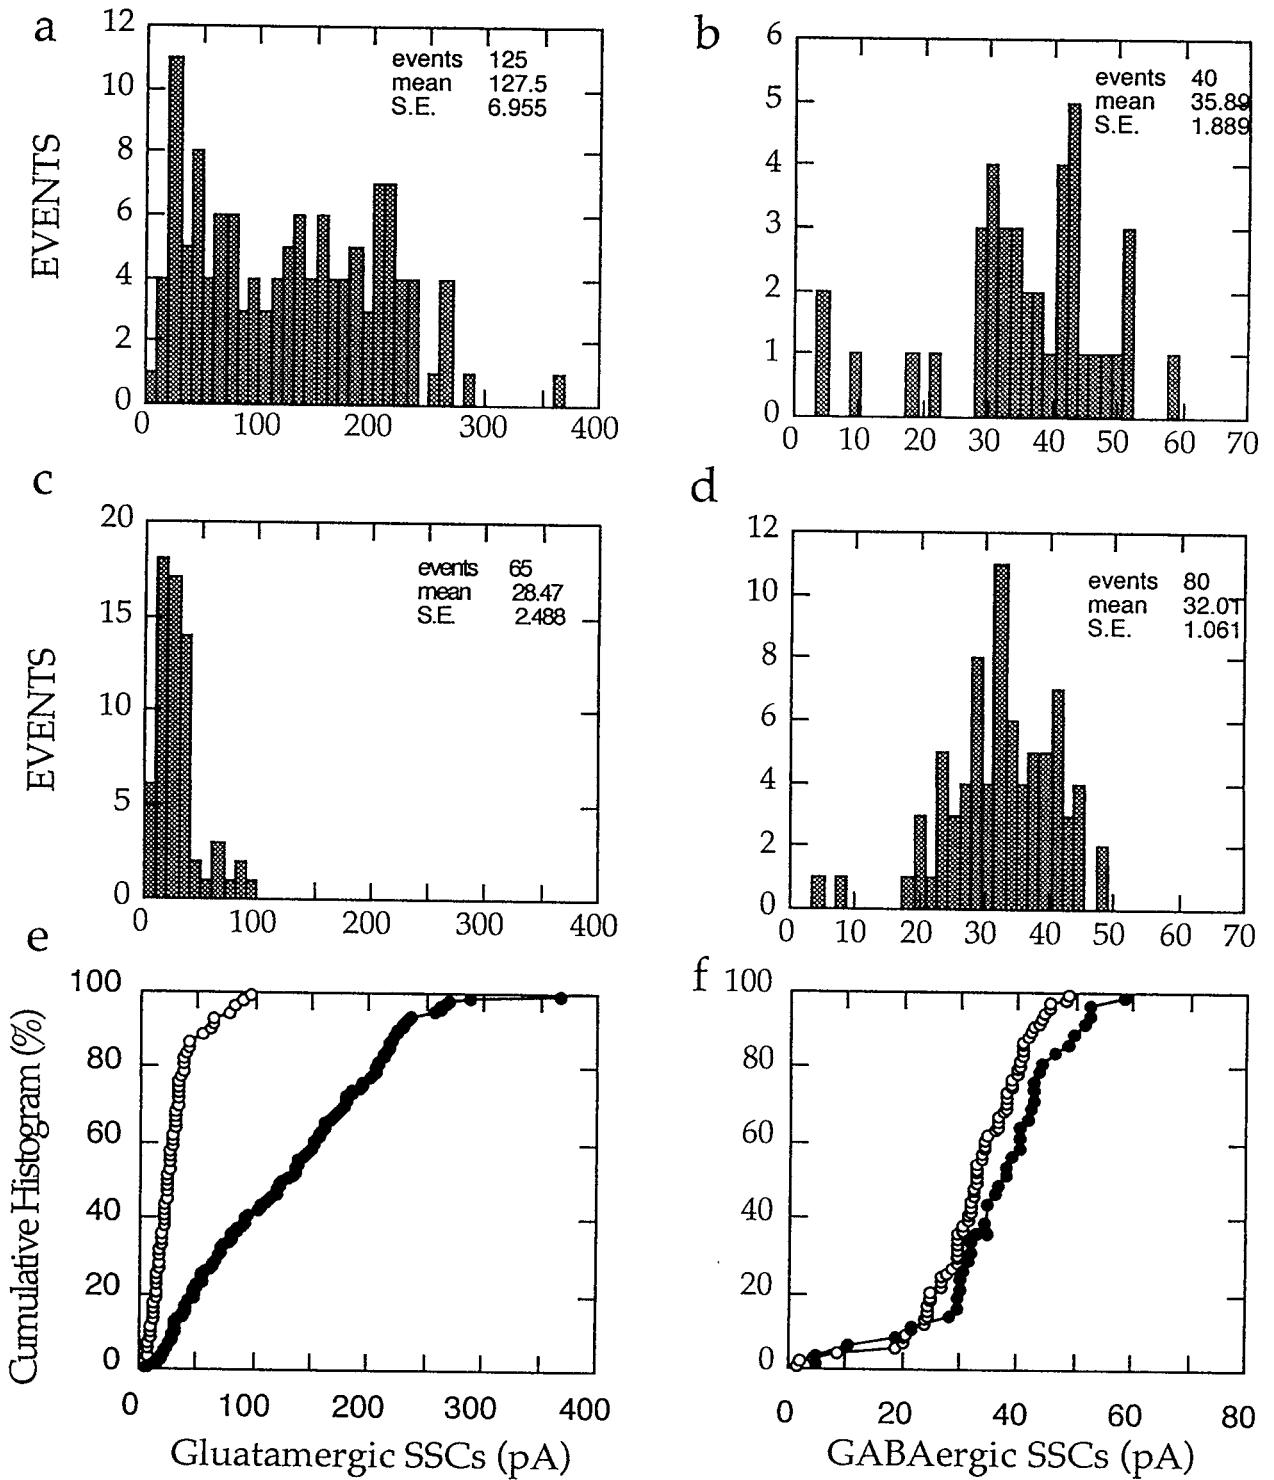 a
12
10
8
6
4
2
0
EVENTS
events 125
mean 127.5
S.E. 6.955
0 100 200 300 400
b
6
5
4
3
2
1
0
events 40
mean 35.89
S.E. 1.889
0 10 20 30 40 50 60 70
c
20
15
10
5
0
EVENTS
events 65
mean 28.47
S.E. 2.488
0 100 200 300 400
d
12
10
8
6
4
2
0
events 80
mean 32.01
S.E. 1.061
0 10 20 30 40 50 60 70
e
100
80
60
40
20
0
Cumulative Histogram (%)
0 100 200 300 400
Gluatamergic SSCs (pA)
f
100
80
60
40
20
0
0 20 40 60 80
GABAergic SSCs (pA)